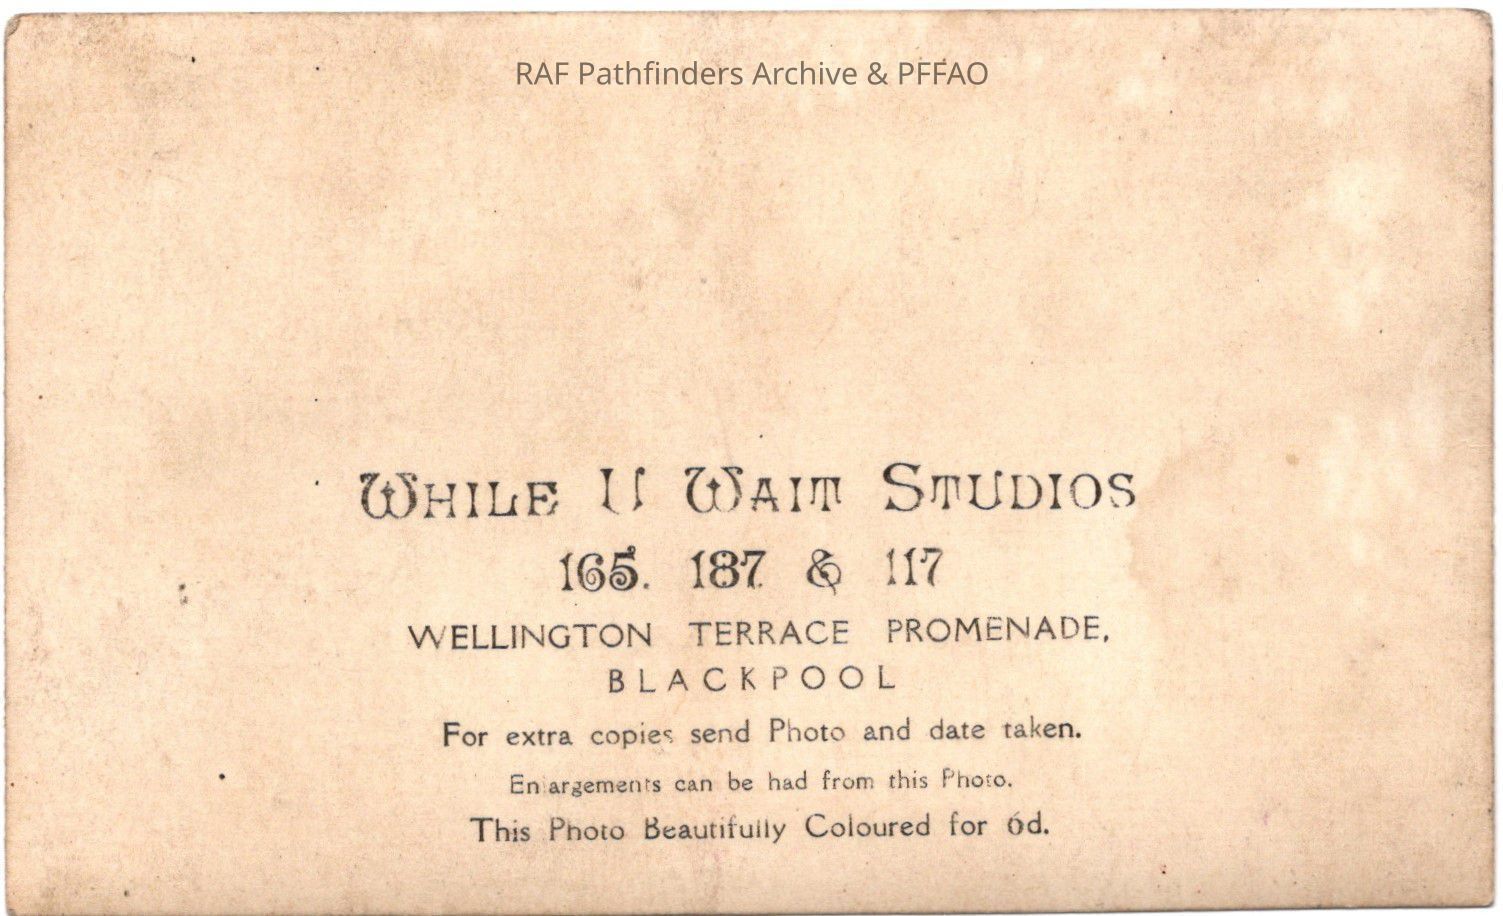 RAF Pathfinders Archive & PFFAO
WHILE U WAIT STUDIOS
165. 187 & 117
WELLINGTON TERRACE PROMENADE,
BLACKPOOL
For extra copies send Photo and date taken.
Enlargements can be had from this Photo.
This Photo Beautifully Coloured for 6d.